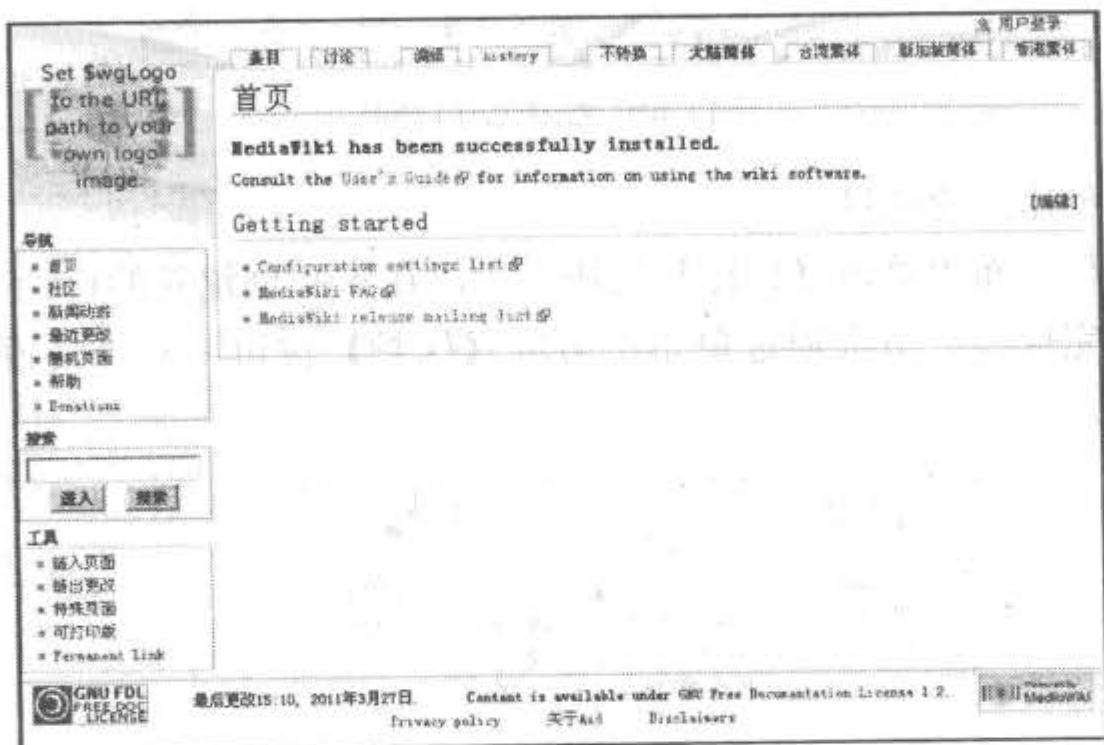 用户登录
条目 讨论 编辑 history 不转换 大陆简体 台湾繁体 新加坡简体 香港繁体
Set $wgLogo
to the URL
path to your
own logo
image.
首页
MediaWiki has been successfully installed.
Consult the User's Guide for information on using the wiki software.
[编辑]
Getting started
Configuration settings list
MediaWiki FAQ
MediaWiki release mailing list
导航
首页
社区
新闻动态
最近更改
随机页面
帮助
Donations
搜索
进入 搜索
工具
链入页面
链出更改
特殊页面
可打印版
Permanent link
GNU FDL
FREE DOC
LICENSE
最后更改15:10, 2011年3月27日. Content is available under GNU Free Documentation License 1.2.
Privacy policy 关于 Disclaimers
MediaWiki